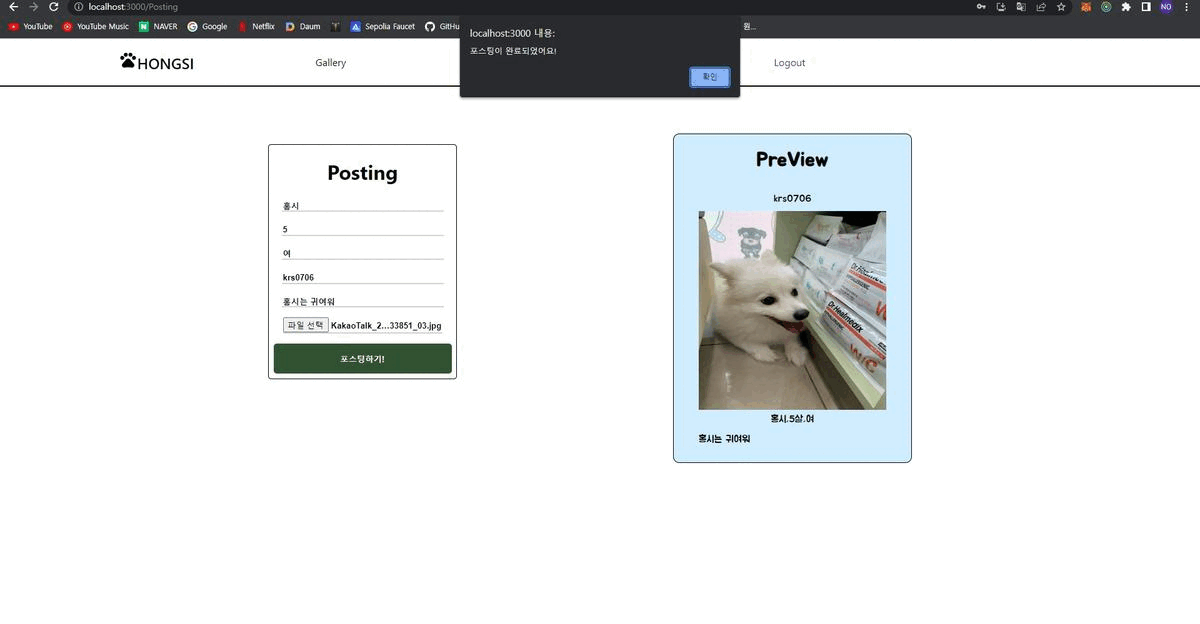 localhost:3000/Posting
YouTube YouTube Music NAVER Google Netflix Daum Sepolia Faucet GitHu 원...
localhost:3000 내용:
포스팅이 완료되었어요!
확인
HONGSI Gallery Logout
Posting
홍시
5
여
krs0706
홍시는 귀여워
파일 선택 KakaoTalk_2...33851_03.jpg
포스팅하기!
PreView
krs0706
Dr.Healmedix
홍시.5살.여
홍시는 귀여워
NO